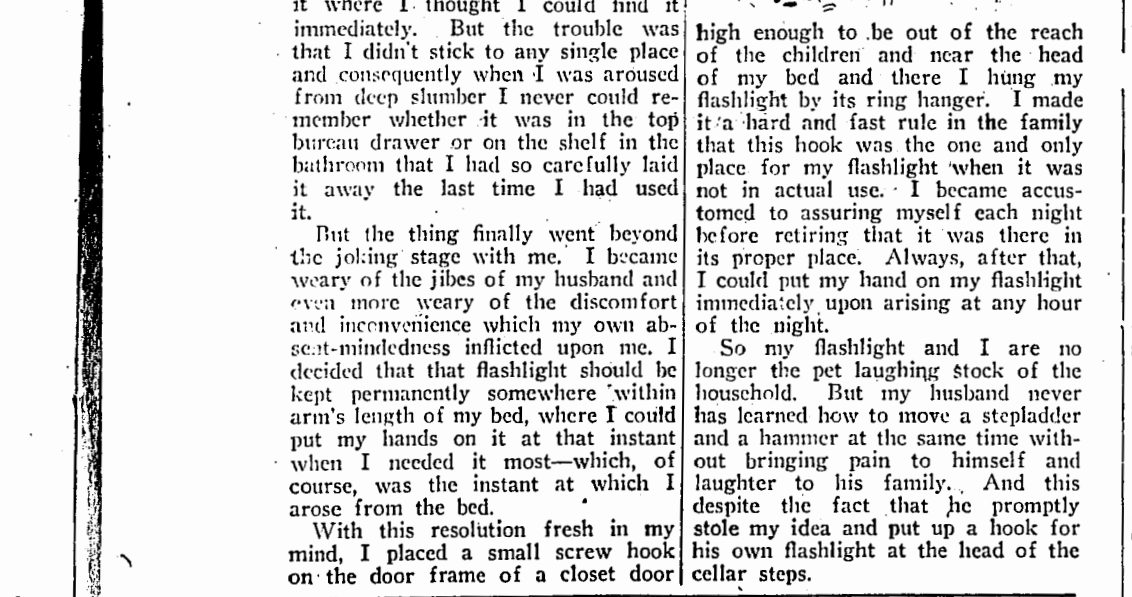 it where I thought I could find it
immediately. But the trouble was
that I didn't stick to any single place
and consequently when I was aroused
from deep slumber I never could re-
member whether it was in the top
bureau drawer or on the shelf in the
bathroom that I had so carefully laid
it away the last time I had used
it.
But the thing finally went beyond
the joking stage with me. I became
weary of the jibes of my husband and
even more weary of the discomfort
and inconvenience which my own ab-
sent-mindedness inflicted upon me. I
decided that that flashlight should be
kept permanently somewhere within
arm's length of my bed, where I could
put my hands on it at that instant
when I needed it most—which, of
course, was the instant at which I
arose from the bed.
With this resolution fresh in my
mind, I placed a small screw hook
on the door frame of a closet door
high enough to be out of the reach
of the children and near the head
of my bed and there I hung my
flashlight by its ring hanger. I made
it a hard and fast rule in the family
that this hook was the one and only
place for my flashlight when it was
not in actual use. I became accus-
tomed to assuring myself each night
before retiring that it was there in
its proper place. Always, after that,
I could put my hand on my flashlight
immediately upon arising at any hour
of the night.
So my flashlight and I are no
longer the pet laughing stock of the
household. But my husband never
has learned how to move a stepladder
and a hammer at the same time with-
out bringing pain to himself and
laughter to his family. And this
despite the fact that he promptly
stole my idea and put up a hook for
his own flashlight at the head of the
cellar steps.